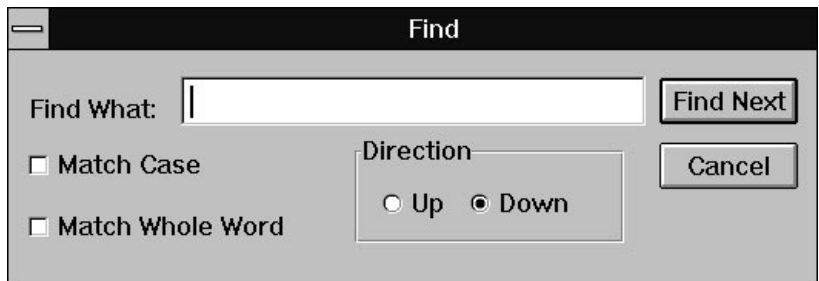 Find
Find What:
Find Next
Match Case
Direction
Cancel
Up
Down
Match Whole Word